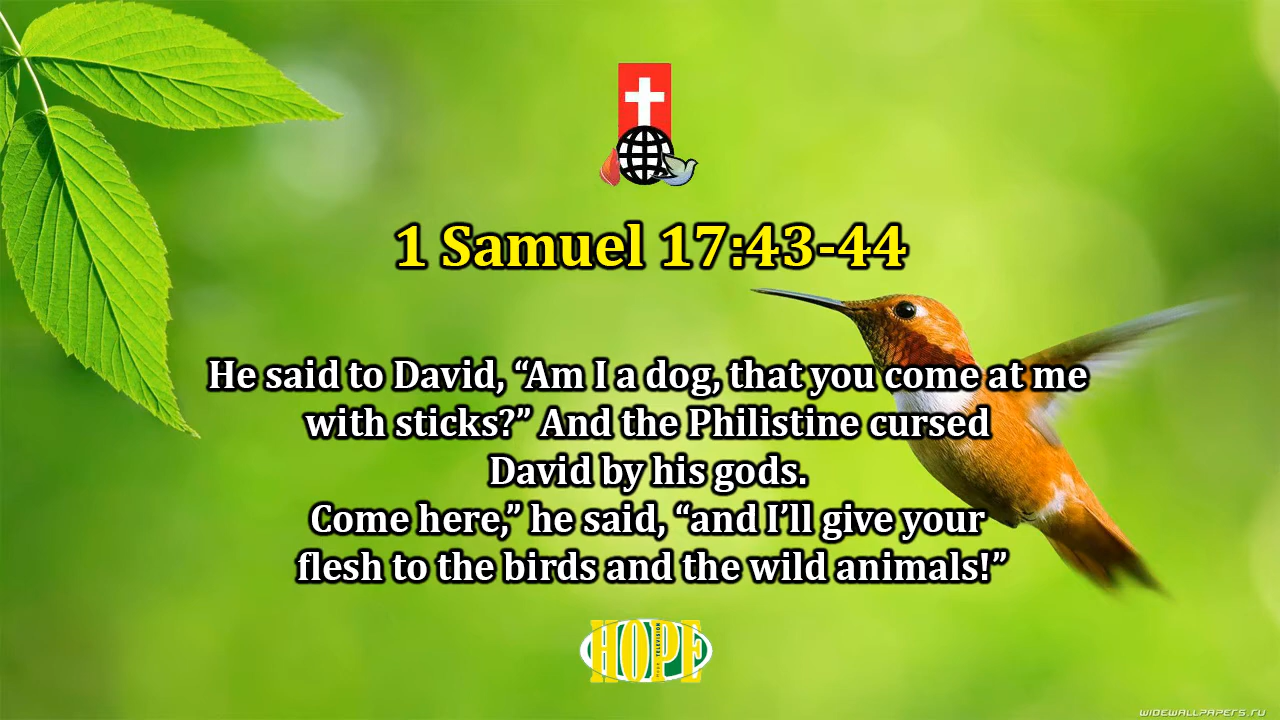 1 Samuel 17:43-44
He said to David, “Am I a dog, that you come at me
with sticks?” And the Philistine cursed
David by his gods.
Come here,” he said, “and I’ll give your
flesh to the birds and the wild animals!”
HOPE
TELEVISION
WIDEWALLPAPERS.RU